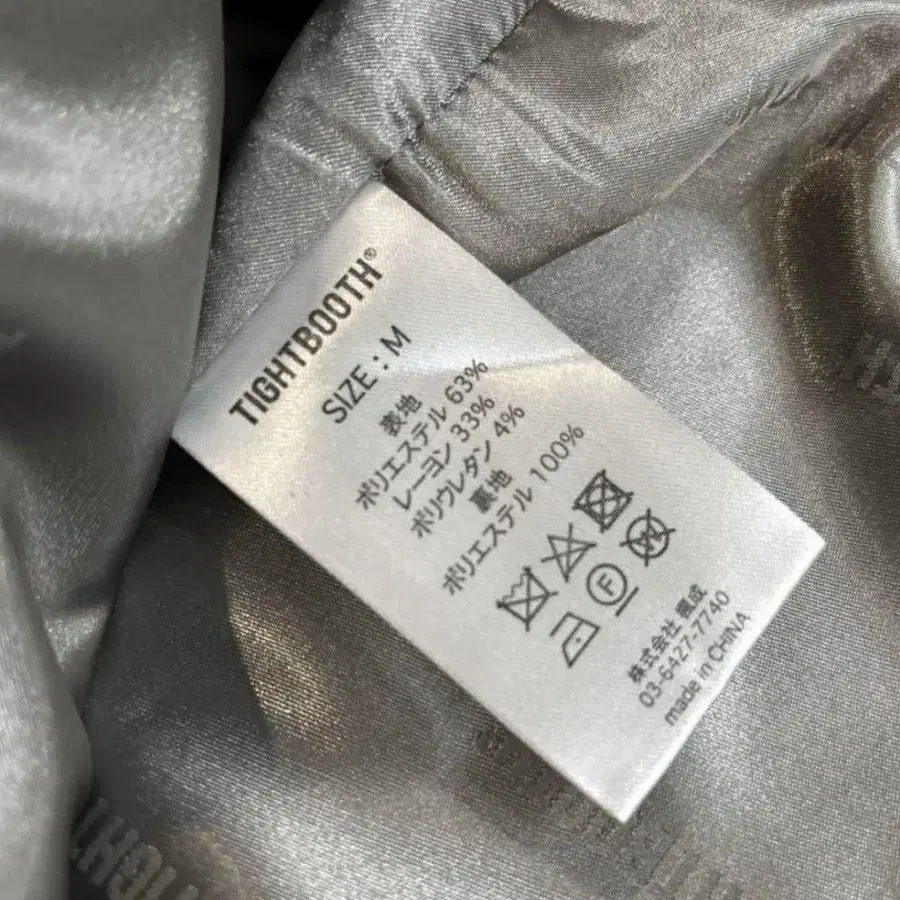 TIGHTBOOTH®
SIZE : M
表地
ポリエステル 63%
レーヨン 33%
ポリウレタン 4%
裏地
ポリエステル 100%
W
F
株式会社
03-6427-7740
made in CHINA